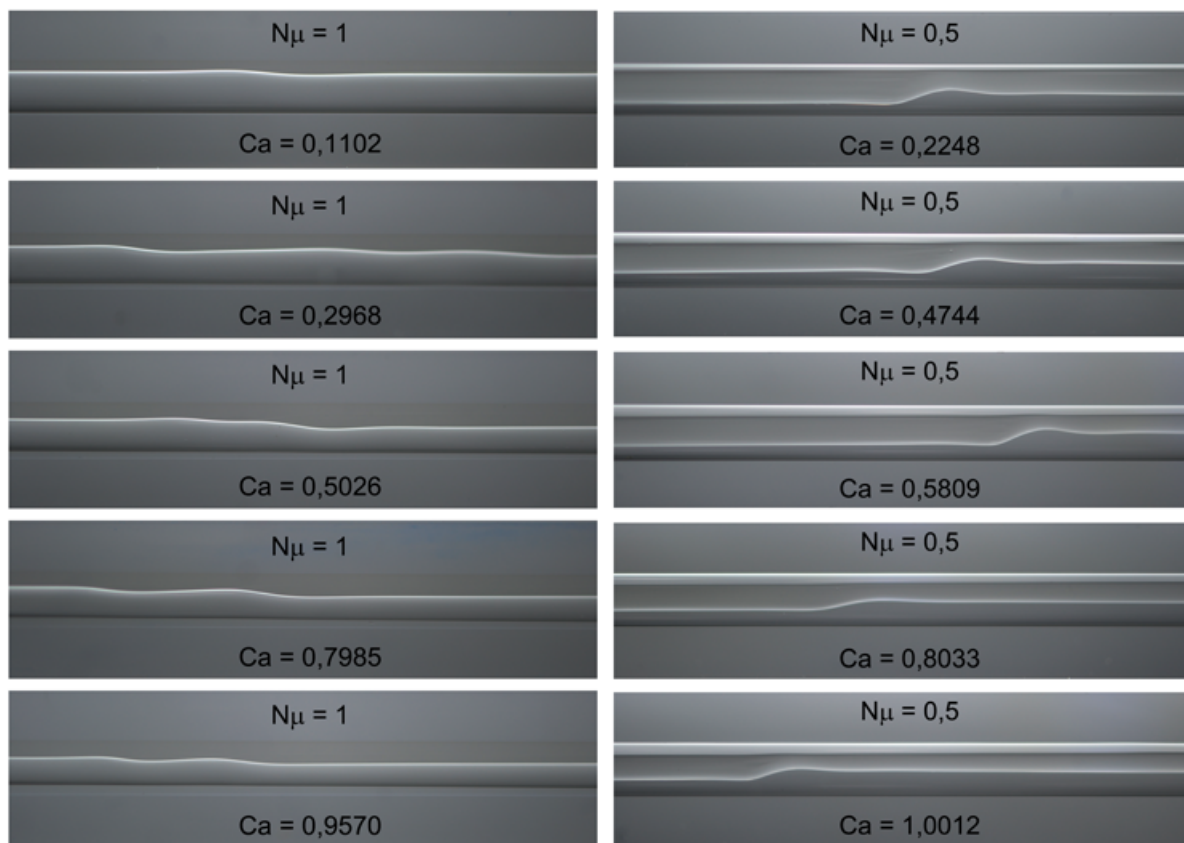 Nμ = 1
Ca = 0,1102
Nμ = 0,5
Ca = 0,2248
Nμ = 1
Ca = 0,2968
Nμ = 0,5
Ca = 0,4744
Nμ = 1
Ca = 0,5026
Nμ = 0,5
Ca = 0,5809
Nμ = 1
Ca = 0,7985
Nμ = 0,5
Ca = 0,8033
Nμ = 1
Ca = 0,9570
Nμ = 0,5
Ca = 1,0012